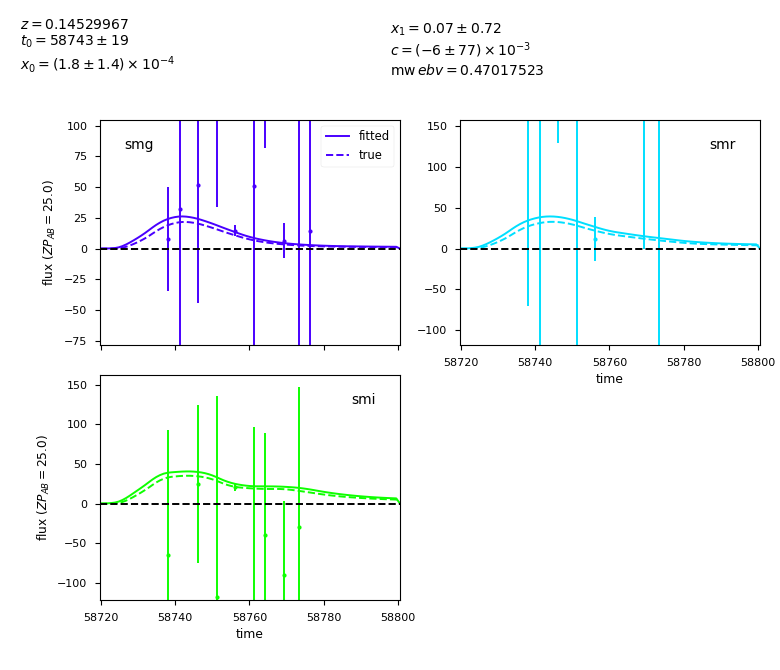 z = 0.14529967
t₀ = 58743 ± 19
x₀ = (1.8 ± 1.4) × 10⁻⁴
x₁ = 0.07 ± 0.72
c = (−6 ± 77) × 10⁻³
mw ebv = 0.47017523
smg
fitted
true
100
75
50
25
0
−25
−50
−75
flux (ZP_AB = 25.0)
smr
150
100
50
0
−50
−100
58720 58740 58760 58780 58800
time
smi
150
100
50
0
−50
−100
flux (ZP_AB = 25.0)
58720 58740 58760 58780 58800
time